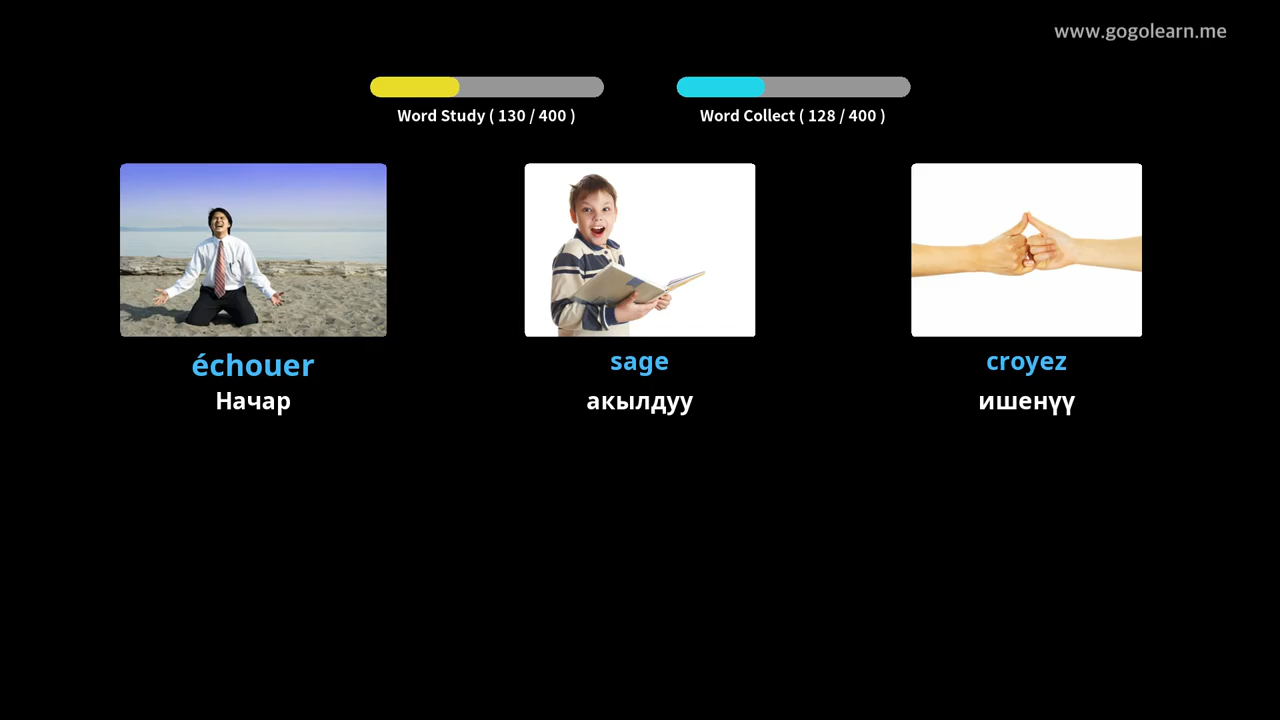 www.gogolearn.me
Word Study ( 130 / 400 )
Word Collect ( 128 / 400 )
échouer
sage
croyez
Начар
акылдуу
ишенүү